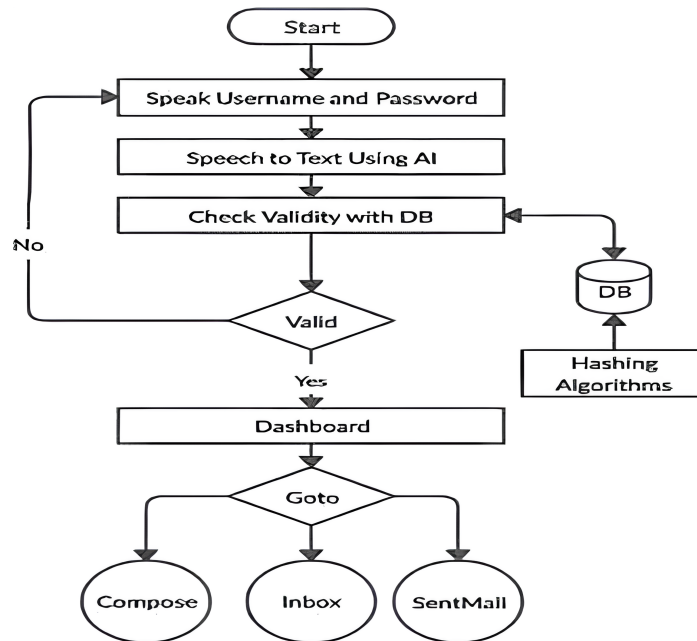 Start
Speak Username and Password
Speech to Text Using AI
Check Validity with DB
No
DB
Valid
Hashing
Algorithms
Yes
Dashboard
Goto
Compose
Inbox
SentMail